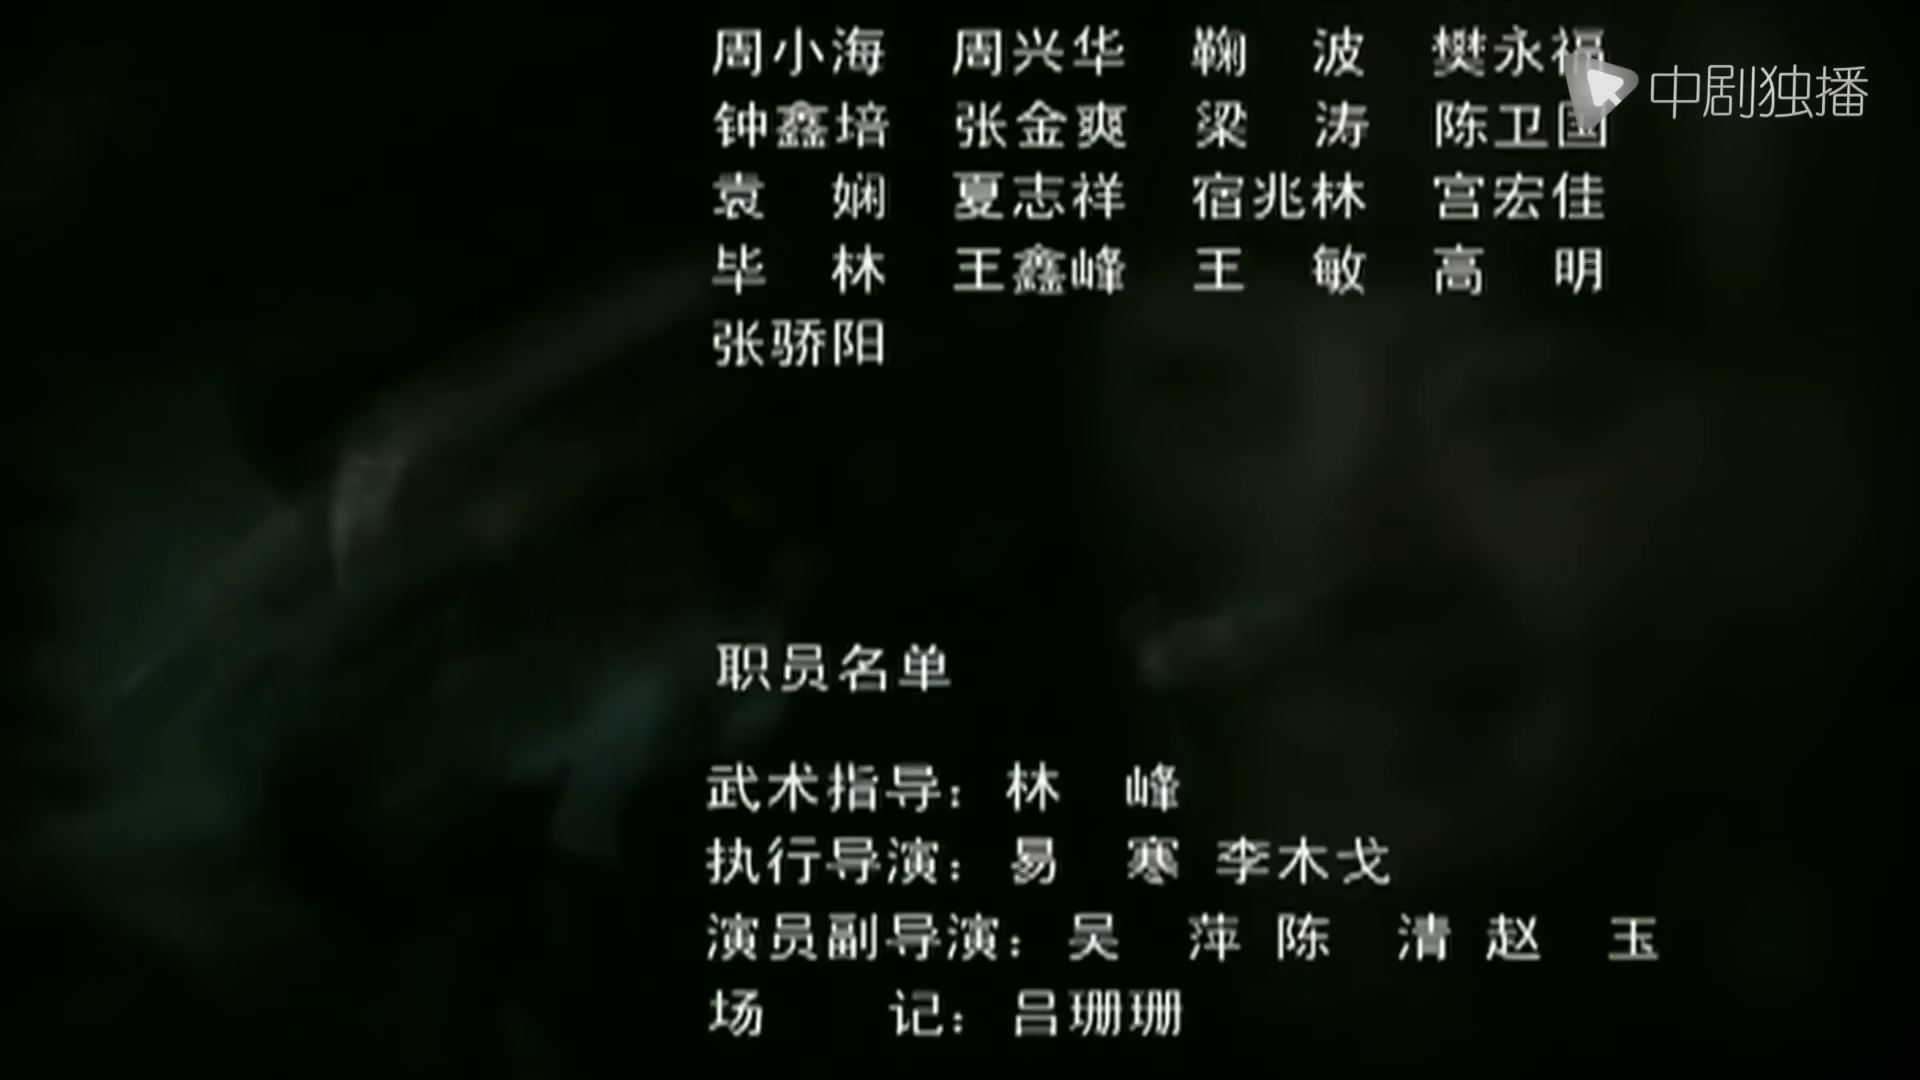 周小海 周兴华 鞠 波 樊永福
中剧独播
钟鑫培 张金爽 梁 涛 陈卫国
袁 娴 夏志祥 宿兆林 宫宏佳
毕 林 王鑫峰 王 敏 高 明
张骄阳
职员名单
武术指导：林 峰
执行导演：易 寒 李木戈
演员副导演：吴 萍 陈 清 赵 玉
场 记：吕珊珊